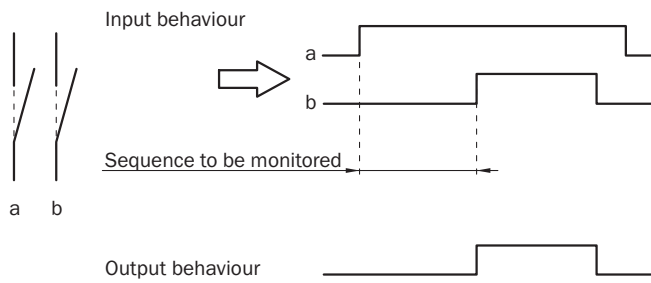 Input behaviour
a
b
Sequence to be monitored
a b
Output behaviour